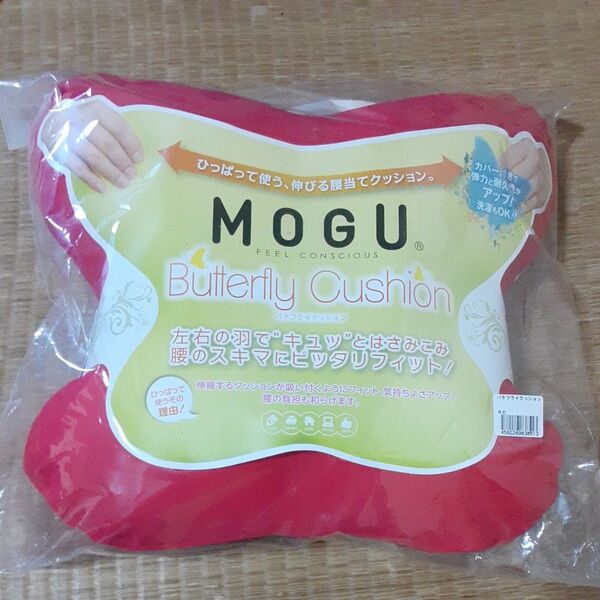 ひっぱって使う、伸びる腰当てクッション。
カバー付きで
弾力と耐久性が
アップ!
洗濯もOK!!
MOGU®
FEEL CONSCIOUS
Butterfly Cushion
バタフライクッション
左右の羽で"キュッ"とはさみこみ
腰のスキマにピッタリフィット!
ひっぱって
使うその
理由!
伸縮するクッションが吸い付くようにフィット、気持ちよさアップ!
腰の負担も和らげます。
バタフライクッション